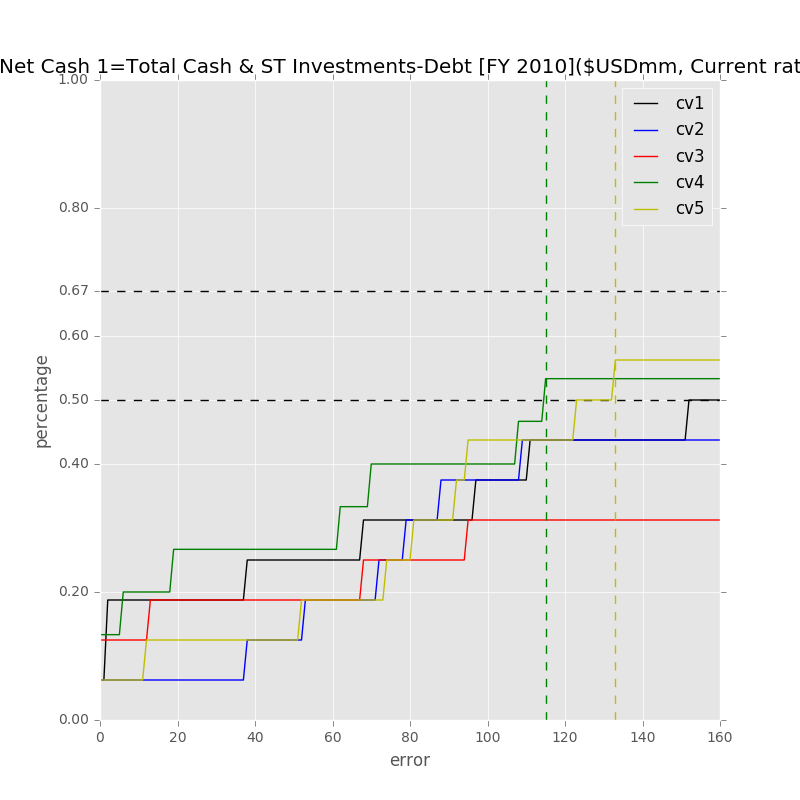 Net Cash 1=Total Cash & ST Investments-Debt [FY 2010]($USDmm, Current rat
1.00
cv1
cv2
cv3
cv4
cv5
0.80
0.67
0.60
percentage
0.50
0.40
0.20
0.00
0 20 40 60 80 100 120 140 160
error